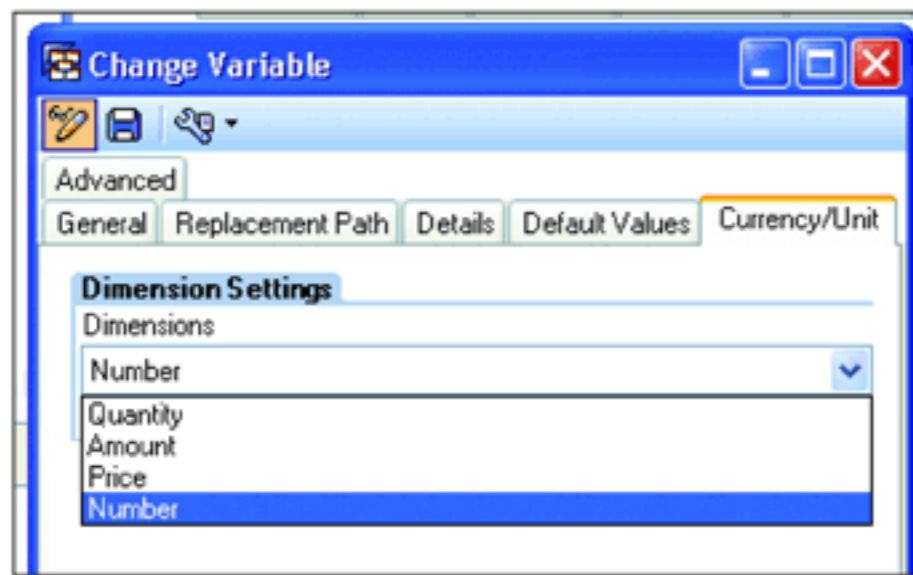 Change Variable
Advanced
General Replacement Path Details Default Values Currency/Unit
Dimension Settings
Dimensions
Number
Quantity
Amount
Price
Number